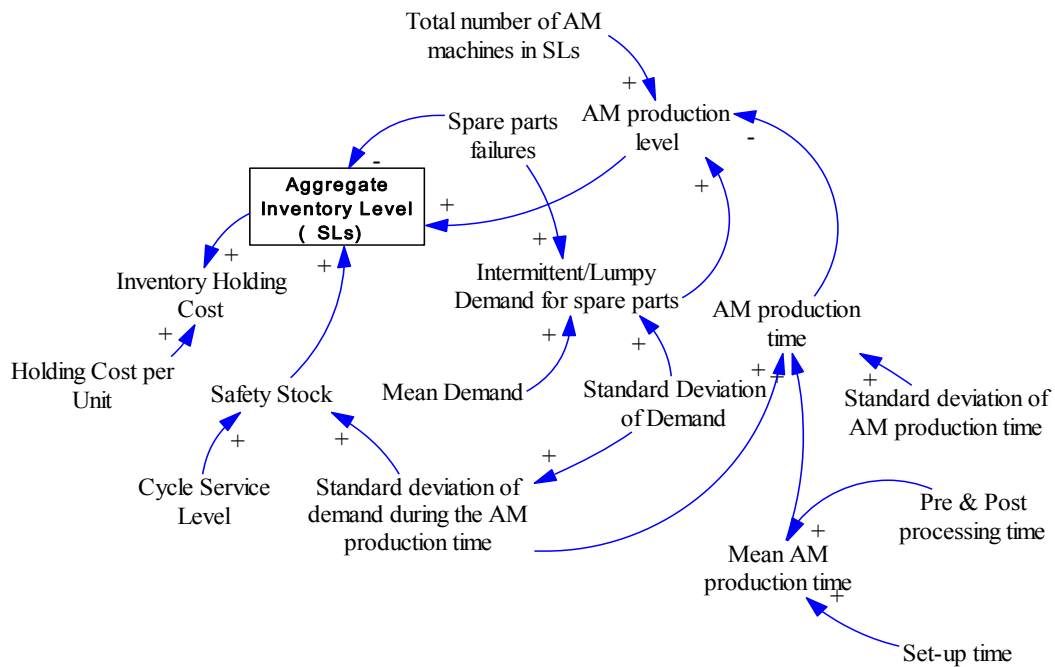 Total number of AM
machines in SLs
+
AM production
level
-
Spare parts
failures
-
Aggregate
Inventory Level
( SLs)
+
+
+
+
+
Intermittent/Lumpy
Demand for spare parts
Inventory Holding
Cost
AM production
time
+
+
+
Holding Cost per
Unit
Safety Stock
Mean Demand
Standard Deviation
of Demand
+
+
+
Standard deviation of
AM production time
+
+
+
Cycle Service
Level
Standard deviation of
demand during the AM
production time
Pre & Post
processing time
+
Mean AM
production time
+
Set-up time